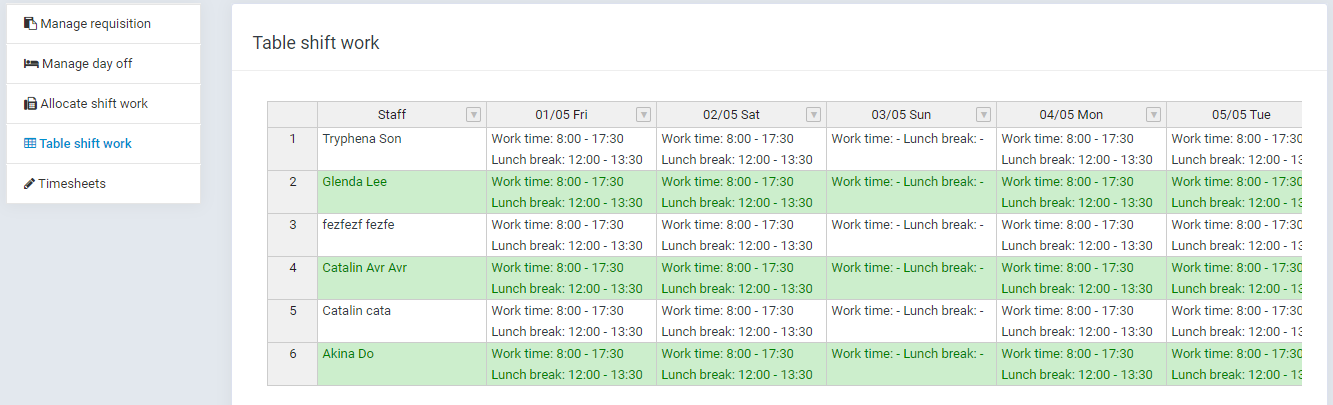 Manage requisition
Manage day off
Allocate shift work
Table shift work
Timesheets
Table shift work
Staff 01/05 Fri 02/05 Sat 03/05 Sun 04/05 Mon 05/05 Tue
1 Tryphena Son Work time: 8:00 - 17:30 Work time: 8:00 - 17:30 Work time: - Lunch break: - Work time: 8:00 - 17:30 Work time: 8:00 - 17:30
Lunch break: 12:00 - 13:30 Lunch break: 12:00 - 13:30 Lunch break: 12:00 - 13:30 Lunch break: 12:00 - 13
2 Glenda Lee Work time: 8:00 - 17:30 Work time: 8:00 - 17:30 Work time: - Lunch break: - Work time: 8:00 - 17:30 Work time: 8:00 - 17:30
Lunch break: 12:00 - 13:30 Lunch break: 12:00 - 13:30 Lunch break: 12:00 - 13:30 Lunch break: 12:00 - 13
3 fezfezf fezfe Work time: 8:00 - 17:30 Work time: 8:00 - 17:30 Work time: - Lunch break: - Work time: 8:00 - 17:30 Work time: 8:00 - 17:30
Lunch break: 12:00 - 13:30 Lunch break: 12:00 - 13:30 Lunch break: 12:00 - 13:30 Lunch break: 12:00 - 13
4 Catalin Avr Avr Work time: 8:00 - 17:30 Work time: 8:00 - 17:30 Work time: - Lunch break: - Work time: 8:00 - 17:30 Work time: 8:00 - 17:30
Lunch break: 12:00 - 13:30 Lunch break: 12:00 - 13:30 Lunch break: 12:00 - 13:30 Lunch break: 12:00 - 13
5 Catalin cata Work time: 8:00 - 17:30 Work time: 8:00 - 17:30 Work time: - Lunch break: - Work time: 8:00 - 17:30 Work time: 8:00 - 17:30
Lunch break: 12:00 - 13:30 Lunch break: 12:00 - 13:30 Lunch break: 12:00 - 13:30 Lunch break: 12:00 - 13
6 Akina Do Work time: 8:00 - 17:30 Work time: 8:00 - 17:30 Work time: - Lunch break: - Work time: 8:00 - 17:30 Work time: 8:00 - 17:30
Lunch break: 12:00 - 13:30 Lunch break: 12:00 - 13:30 Lunch break: 12:00 - 13:30 Lunch break: 12:00 - 13